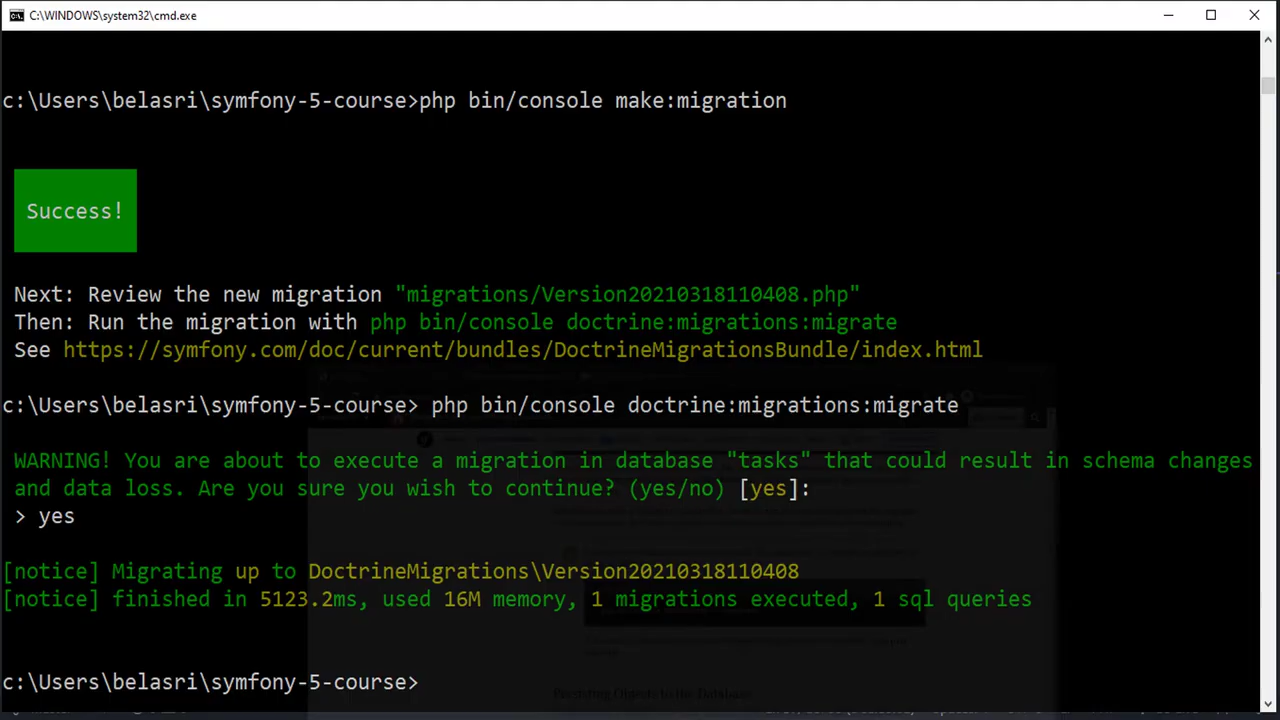 C:\WINDOWS\system32\cmd.exe
c:\Users\belasri\symfony-5-course>php bin/console make:migration
Success!
Next: Review the new migration "migrations/Version20210318110408.php"
Then: Run the migration with php bin/console doctrine:migrations:migrate
See https://symfony.com/doc/current/bundles/DoctrineMigrationsBundle/index.html
c:\Users\belasri\symfony-5-course> php bin/console doctrine:migrations:migrate
WARNING! You are about to execute a migration in database "tasks" that could result in schema changes
and data loss. Are you sure you wish to continue? (yes/no) [yes]:
> yes
[notice] Migrating up to DoctrineMigrations\Version20210318110408
[notice] finished in 5123.2ms, used 16M memory, 1 migrations executed, 1 sql queries
c:\Users\belasri\symfony-5-course>
Persisting Objects to the Database